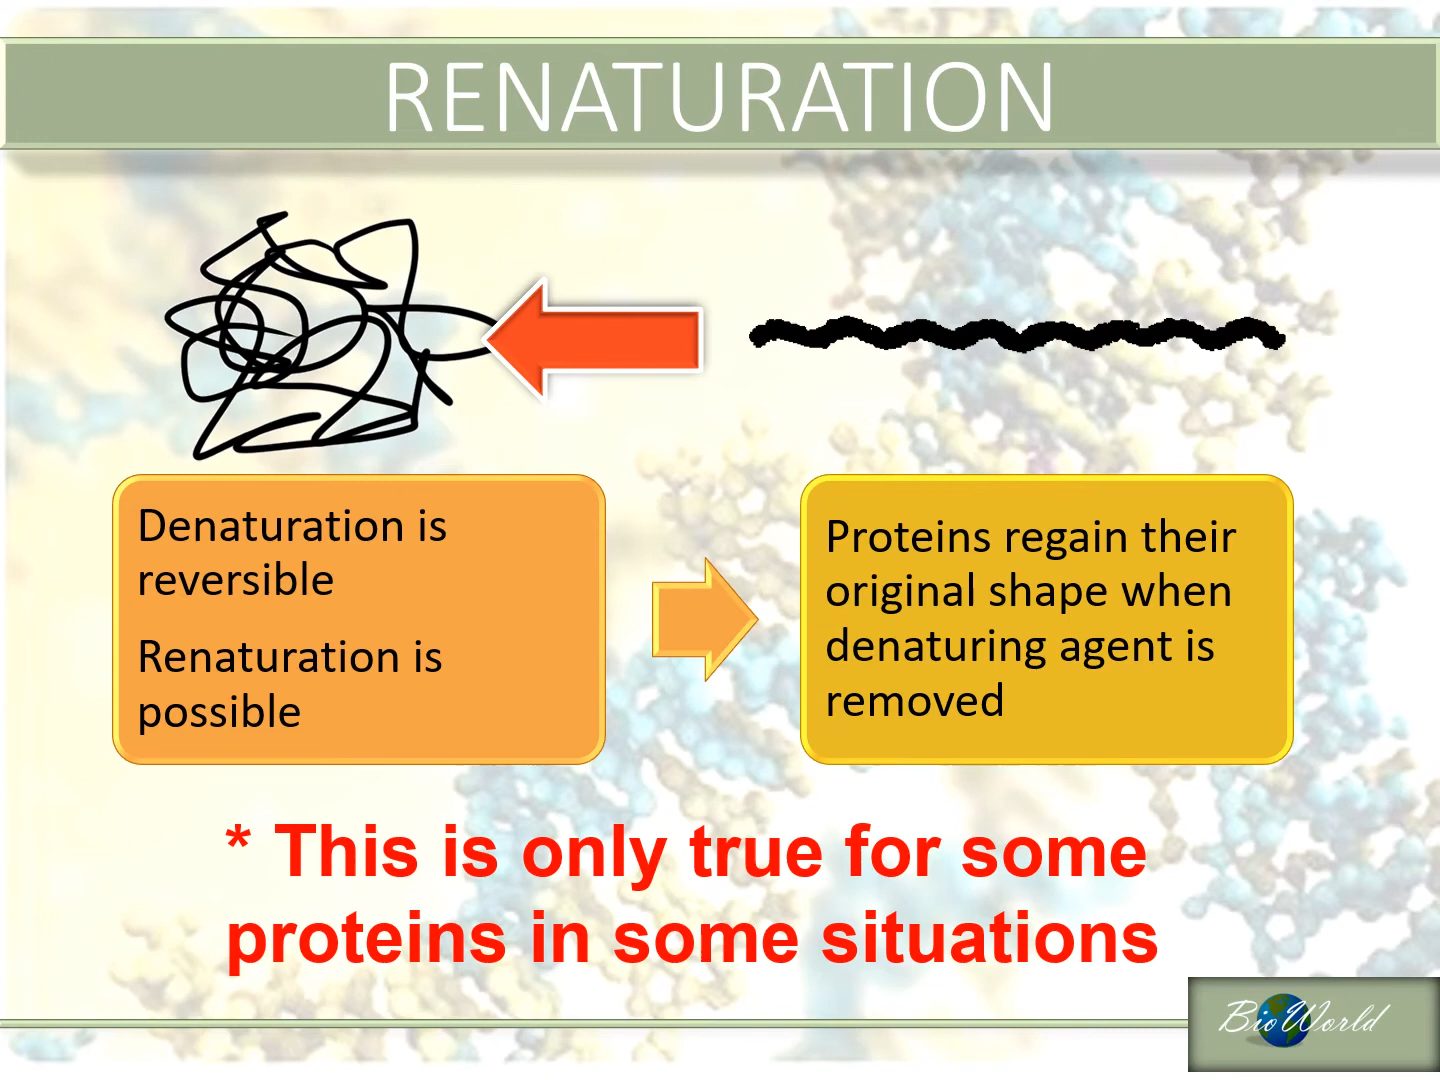 RENATURATION
Denaturation is
reversible
Renaturation is
possible
Proteins regain their
original shape when
denaturing agent is
removed
* This is only true for some
proteins in some situations
BioWorld